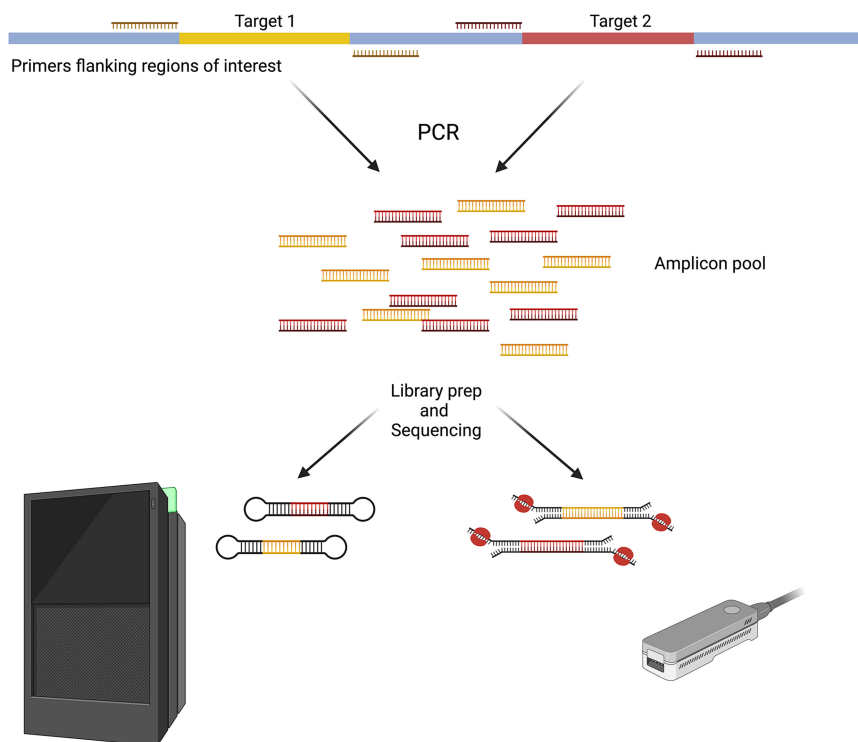 Target 1
Target 2
Primers flanking regions of interest
PCR
Amplicon pool
Library prep
and
Sequencing